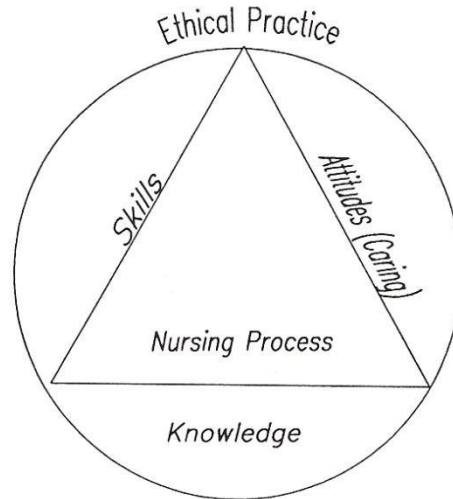 Ethical Practice
Skills
Attitudes (Caring)
Nursing Process
Knowledge